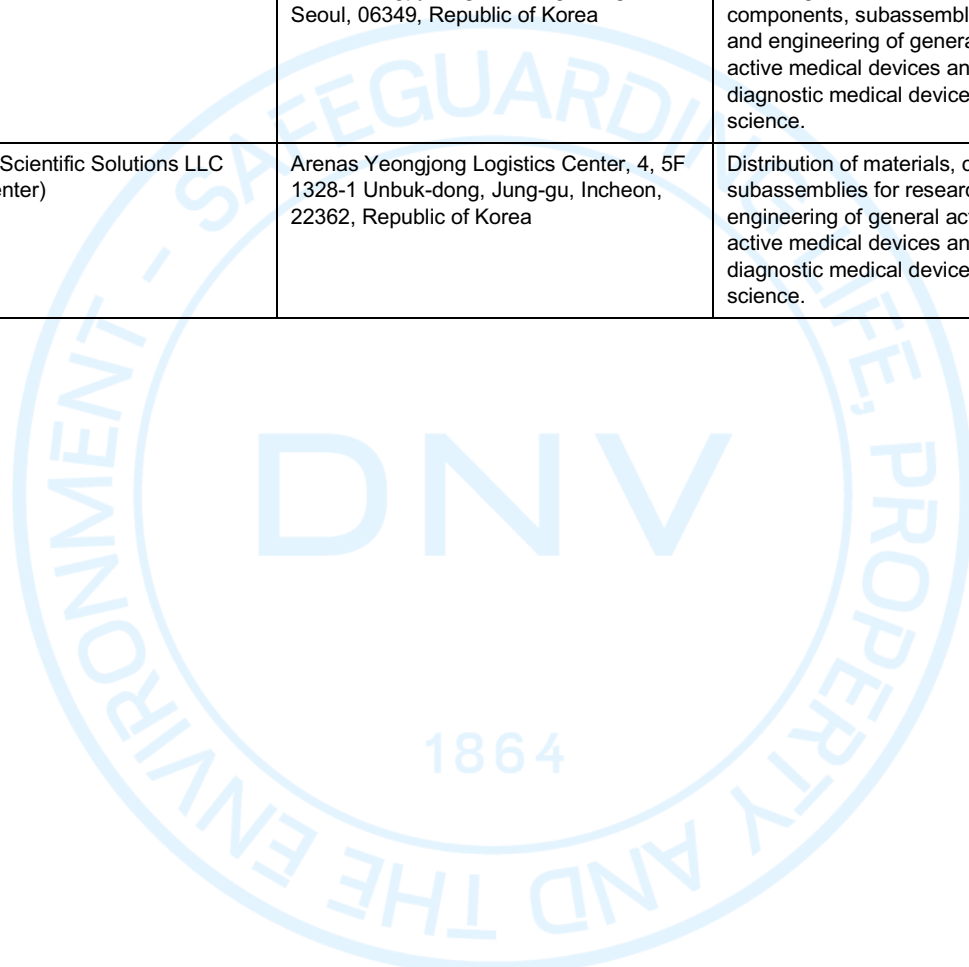 Seoul, 06349, Republic of Korea
components, subassembl
and engineering of genera
active medical devices an
diagnostic medical device
science.
Scientific Solutions LLC
enter)
Arenas Yeongjong Logistics Center, 4, 5F
1328-1 Unbuk-dong, Jung-gu, Incheon,
22362, Republic of Korea
Distribution of materials, c
subassemblies for researc
engineering of general act
active medical devices an
diagnostic medical device
science.
SAFEGUARDING LIFE, PROPERTY AND THE ENVIRONMENT -
DNV
1864